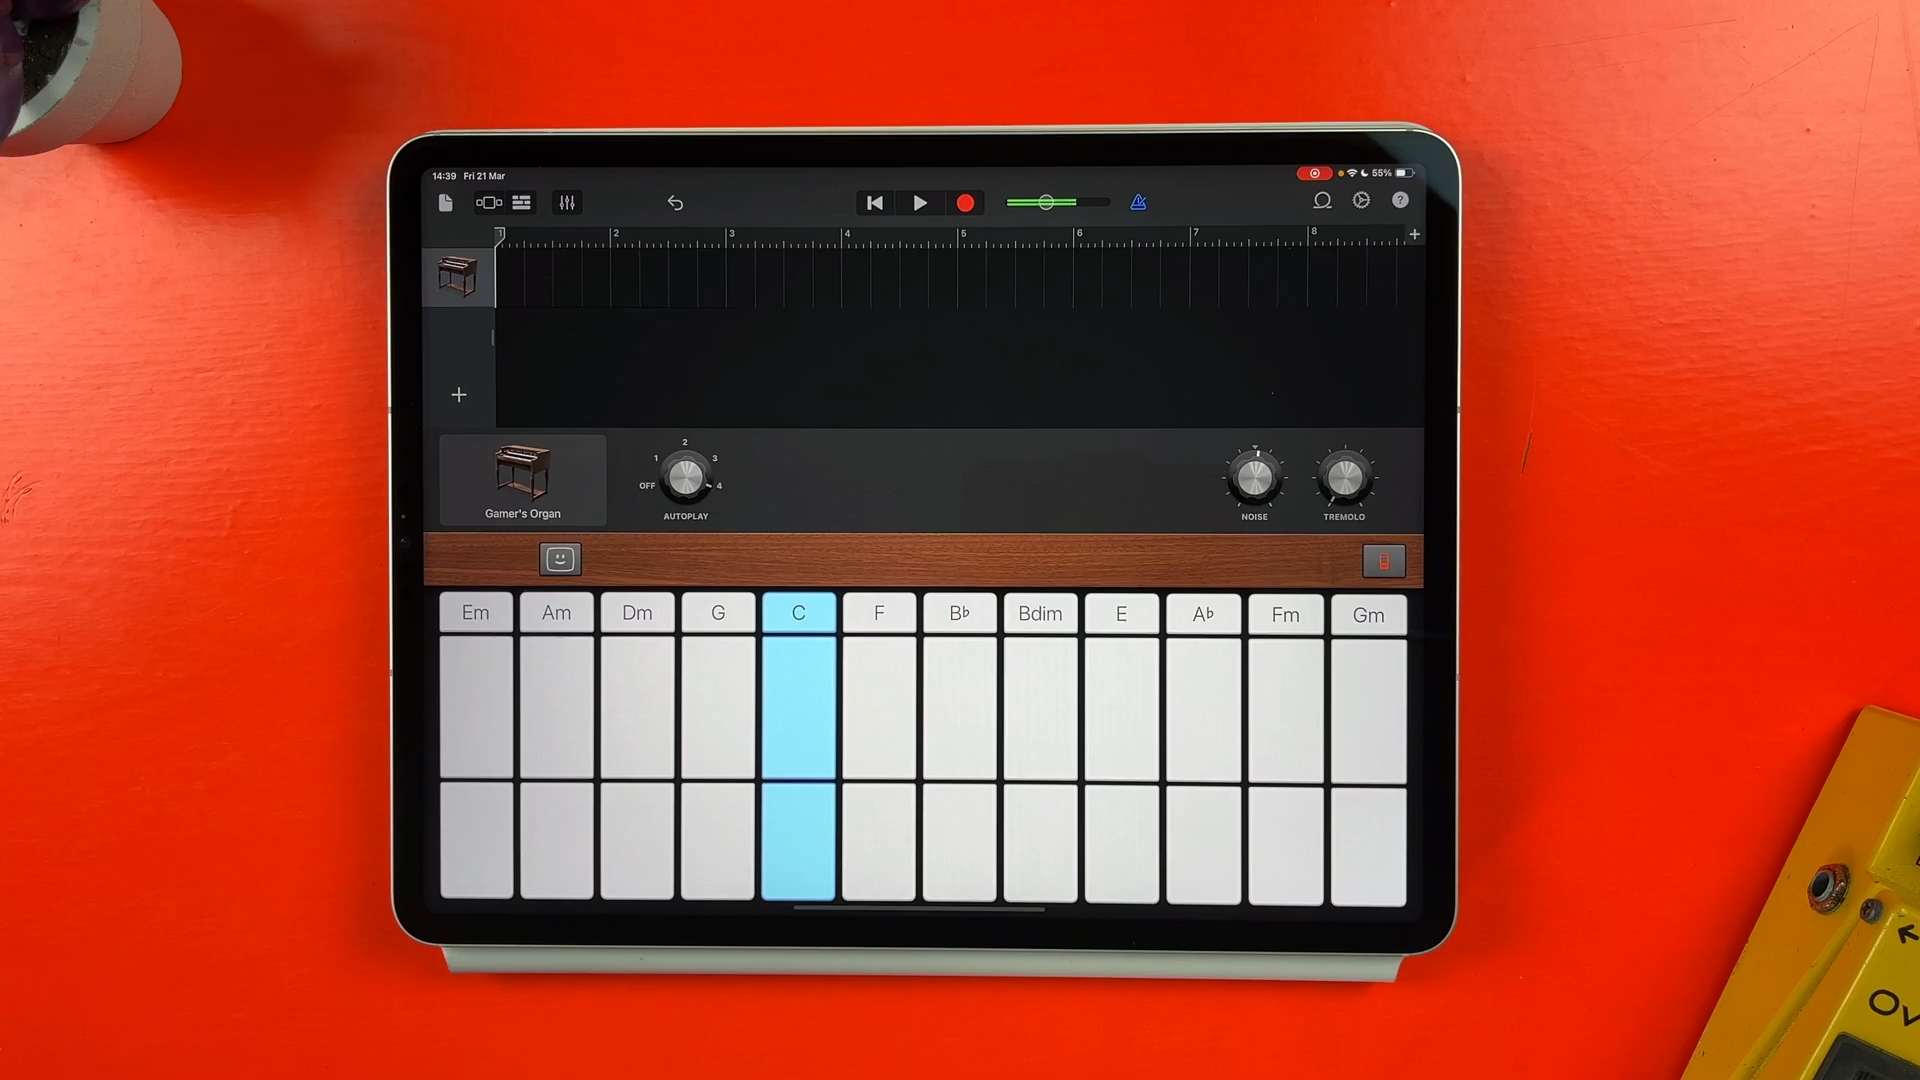 14:39 Fri 21 Mar
55%
?
1 2 3 4 5 6 7 8
Gamer's Organ
OFF 1 2 3 4
AUTOPLAY
NOISE
TREMOLO
Em Am Dm G C F B♭ Bdim E A♭ Fm Gm